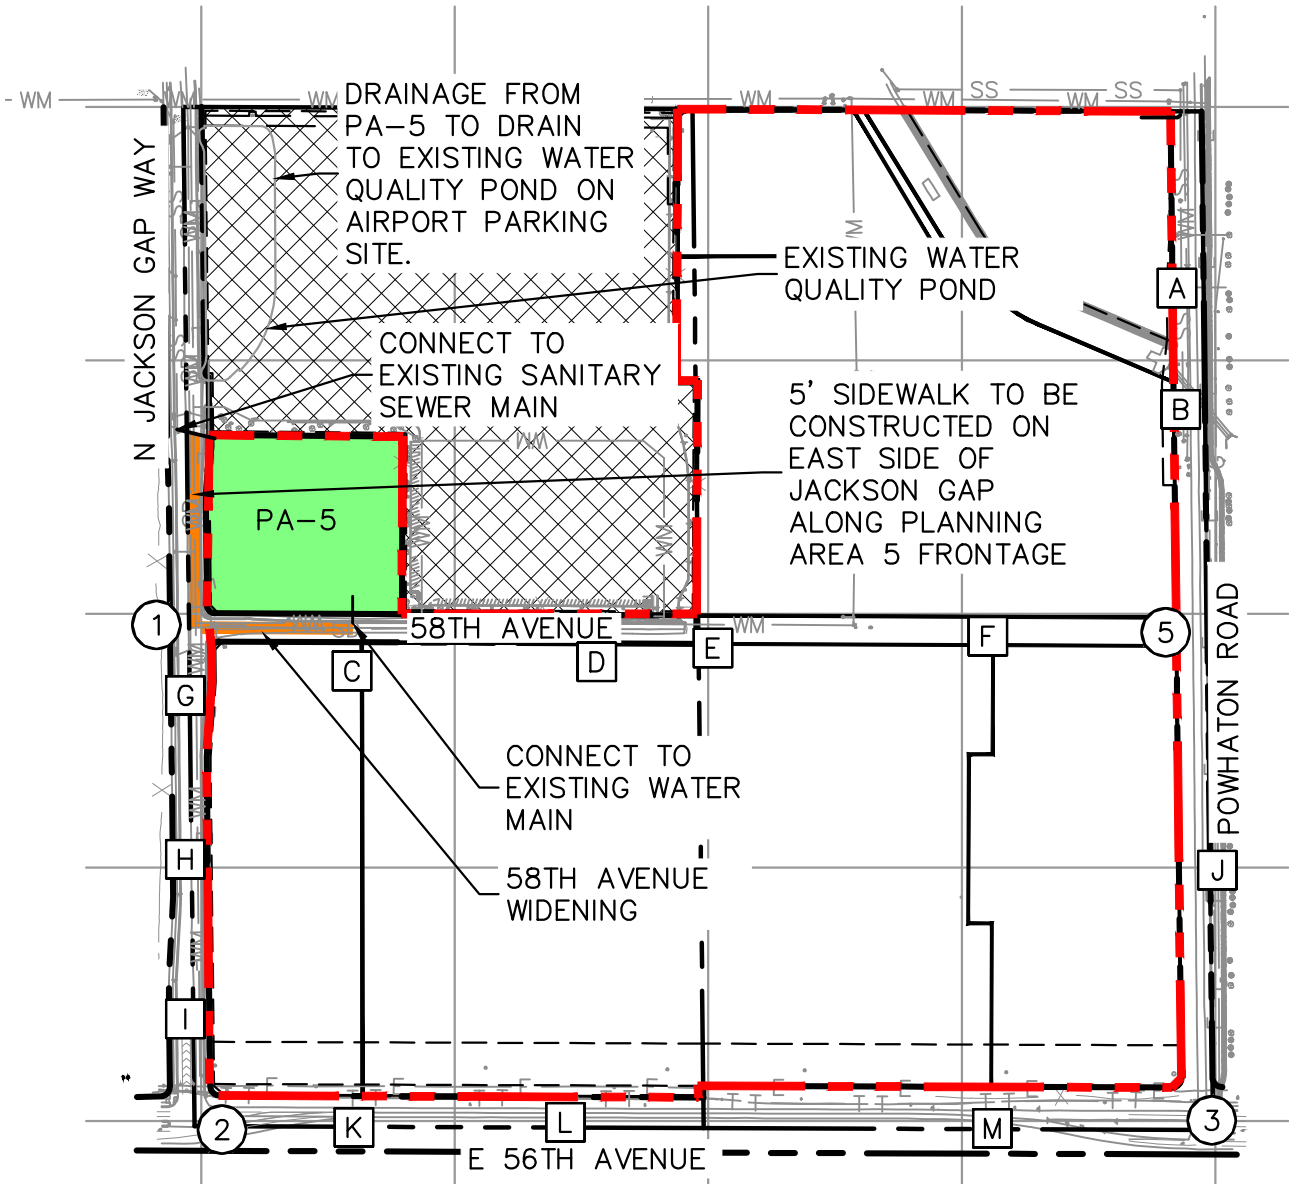 WM
WM
WM
WM
WM
WM
SS
SS
DRAINAGE FROM
PA-5 TO DRAIN
TO EXISTING WATER
QUALITY POND ON
AIRPORT PARKING
SITE.
N JACKSON GAP WAY
EXISTING WATER
QUALITY POND
A
CONNECT TO
EXISTING SANITARY
SEWER MAIN
5' SIDEWALK TO BE
CONSTRUCTED ON
EAST SIDE OF
JACKSON GAP
ALONG PLANNING
AREA 5 FRONTAGE
B
PA-5
1
58TH AVENUE
WM
5
C
D
E
F
G
POWHATON ROAD
CONNECT TO
EXISTING WATER
MAIN
58TH AVENUE
WIDENING
H
J
I
2
K
L
M
3
E 56TH AVENUE